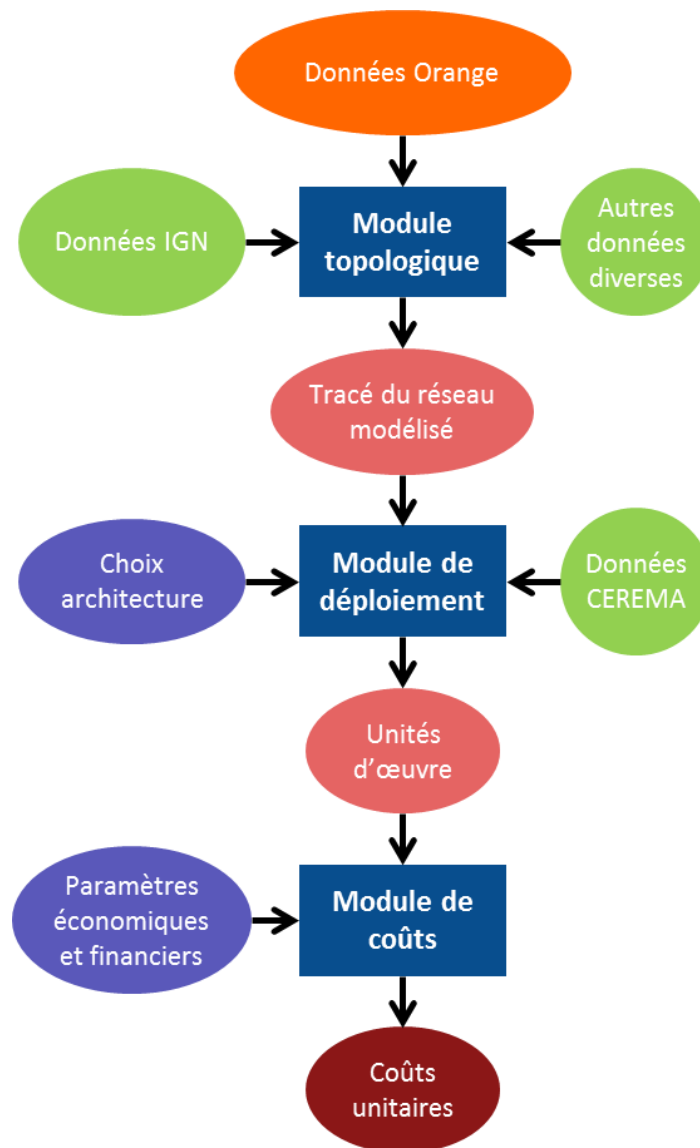 Données Orange
Données IGN
Module
topologique
Autres
données
diverses
Tracé du réseau
modélisé
Choix
architecture
Module de
déploiement
Données
CEREMA
Unités
d’œuvre
Paramètres
économiques
et financiers
Module de
coûts
Coûts
unitaires